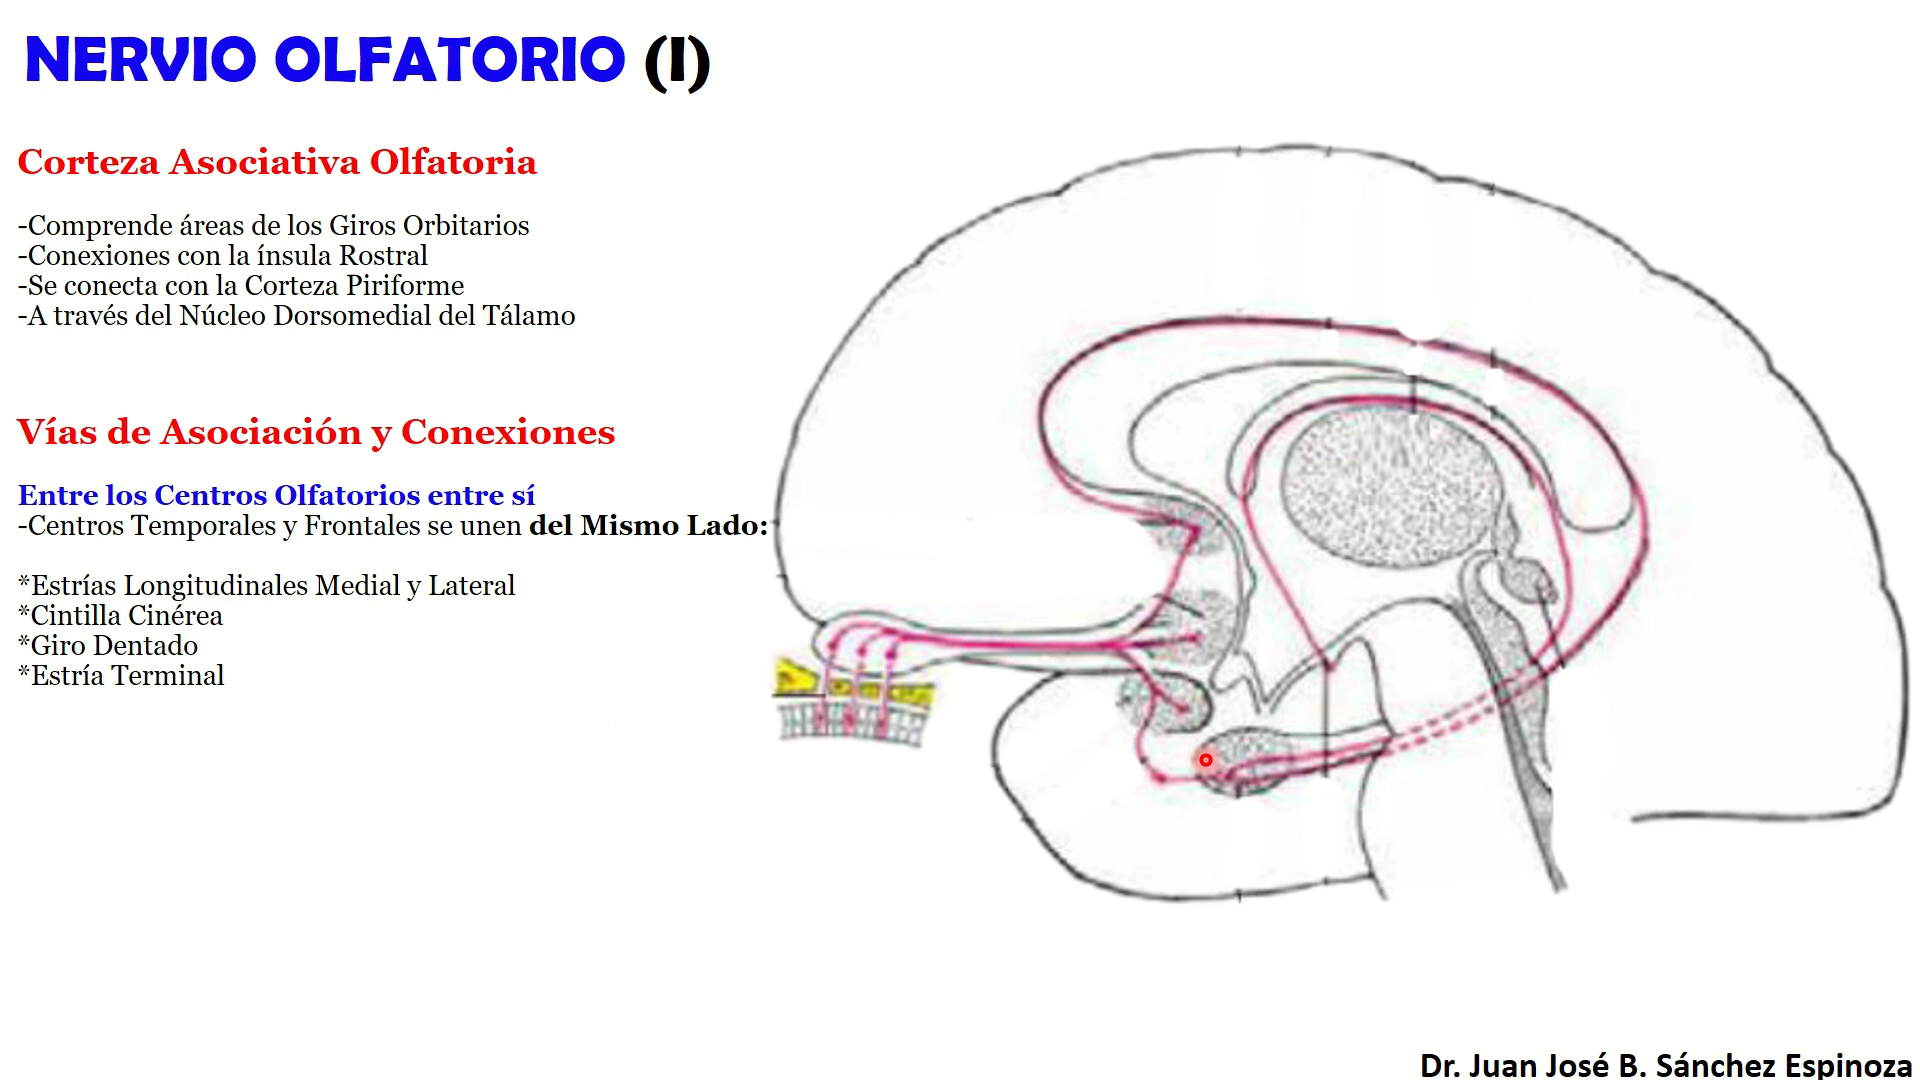 NERVIO OLFATORIO (I)
Corteza Asociativa Olfatoria
-Comprende áreas de los Giros Orbitarios
-Conexiones con la ínsula Rostral
-Se conecta con la Corteza Piriforme
-A través del Núcleo Dorsomedial del Tálamo
Vías de Asociación y Conexiones
Entre los Centros Olfatorios entre sí
-Centros Temporales y Frontales se unen del Mismo Lado:
*Estrías Longitudinales Medial y Lateral
*Cintilla Cinérea
*Giro Dentado
*Estría Terminal
Dr. Juan José B. Sánchez Espinoza